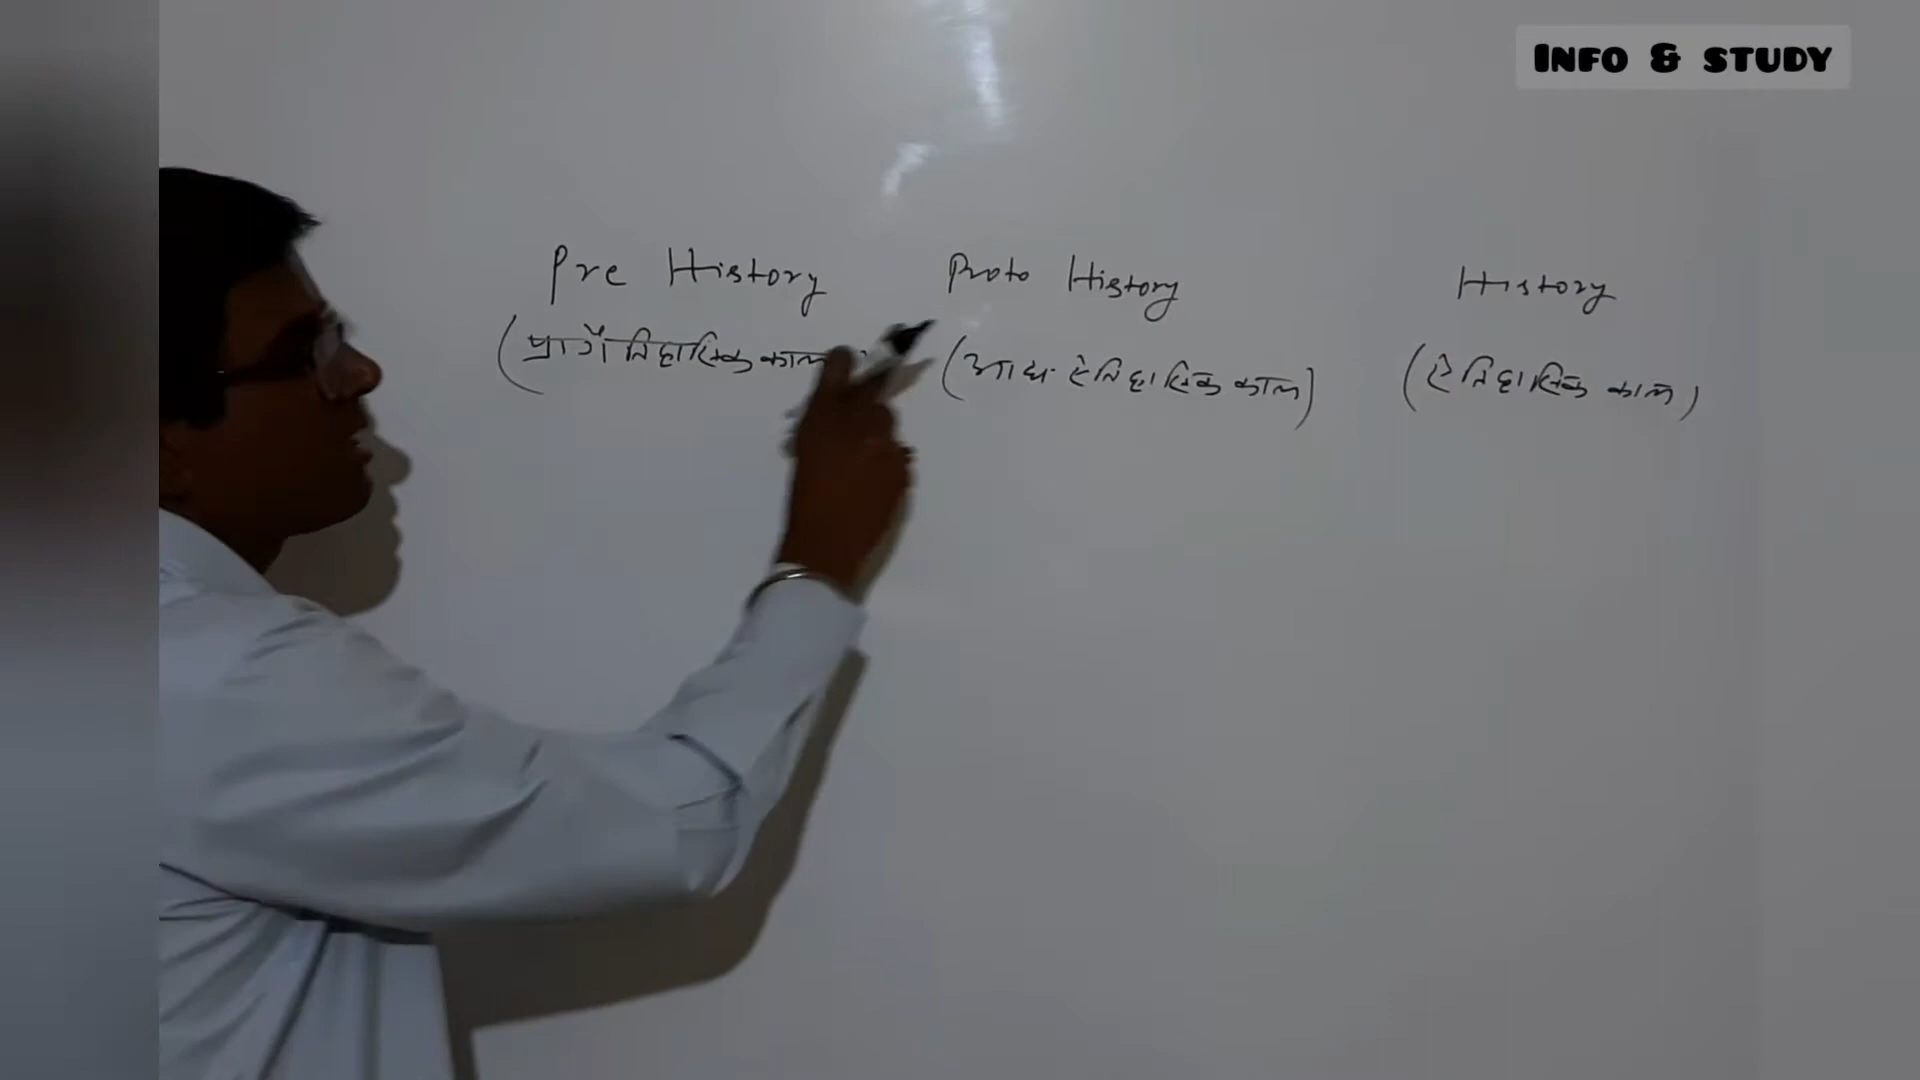 INFO & STUDY
Pre History Proto History History
(प्रागैतिहासिक काल (आद्य ऐतिहासिक काल) (ऐतिहासिक काल)